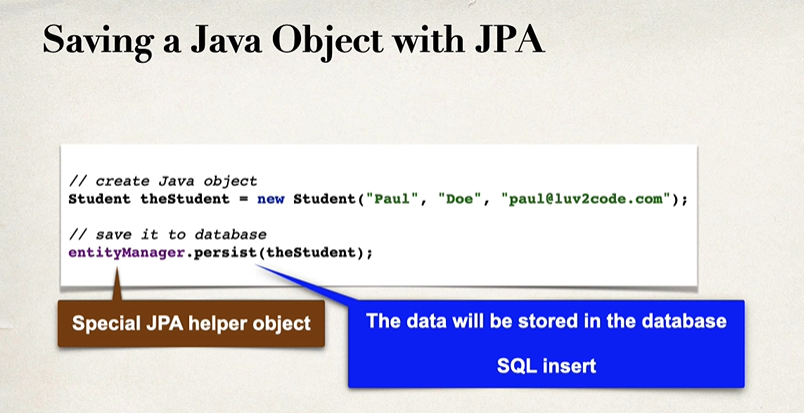 Saving a Java Object with JPA
// create Java object
Student theStudent = new Student("Paul", "Doe", "paul@luv2code.com");
// save it to database
entityManager.persist(theStudent);
Special JPA helper object
The data will be stored in the database
SQL insert